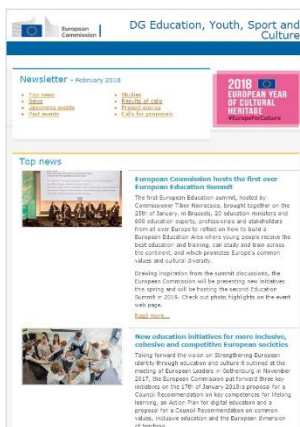 European
Commission
DG Education, Youth, Sport and
Culture
Newsletter - February 2018
Top news
News
Upcoming events
Past events
Studies
Results of calls
Project stories
Calls for proposals
2018
EUROPEAN YEAR
OF CULTURAL
HERITAGE
#EuropeForCulture
Top news
European Commission hosts the first ever
European Education Summit
The first European Education summit, hosted by
Commissioner Tibor Navracsics, brought together on the
25th of January, in Brussels, 20 education ministers and
600 education experts, professionals and stakeholders
from all over Europe to reflect on how to build a
European Education Area where young people receive the
best education and training, can study and train across
the continent, and which promotes Europe's common
values and cultural diversity.
Drawing inspiration from the summit discussions, the
European Commission will be presenting new initiatives
this spring and will be hosting the second Education
Summit in 2019. Check out photo highlights on the event
web page.
Read more...
New education initiatives for more inclusive,
cohesive and competitive European societies
Taking forward the vision on Strengthening European
identity through education and culture it outlined at the
meeting of European Leaders in Gothenburg in November
2017, the European Commission put forward three key
initiatives on the 17th of January 2018: a proposal for a
Council Recommendation on key competences for lifelong
learning, an Action Plan for digital education and a
proposal for a Council Recommendation on common
values, inclusive education and the European dimension
of teaching.